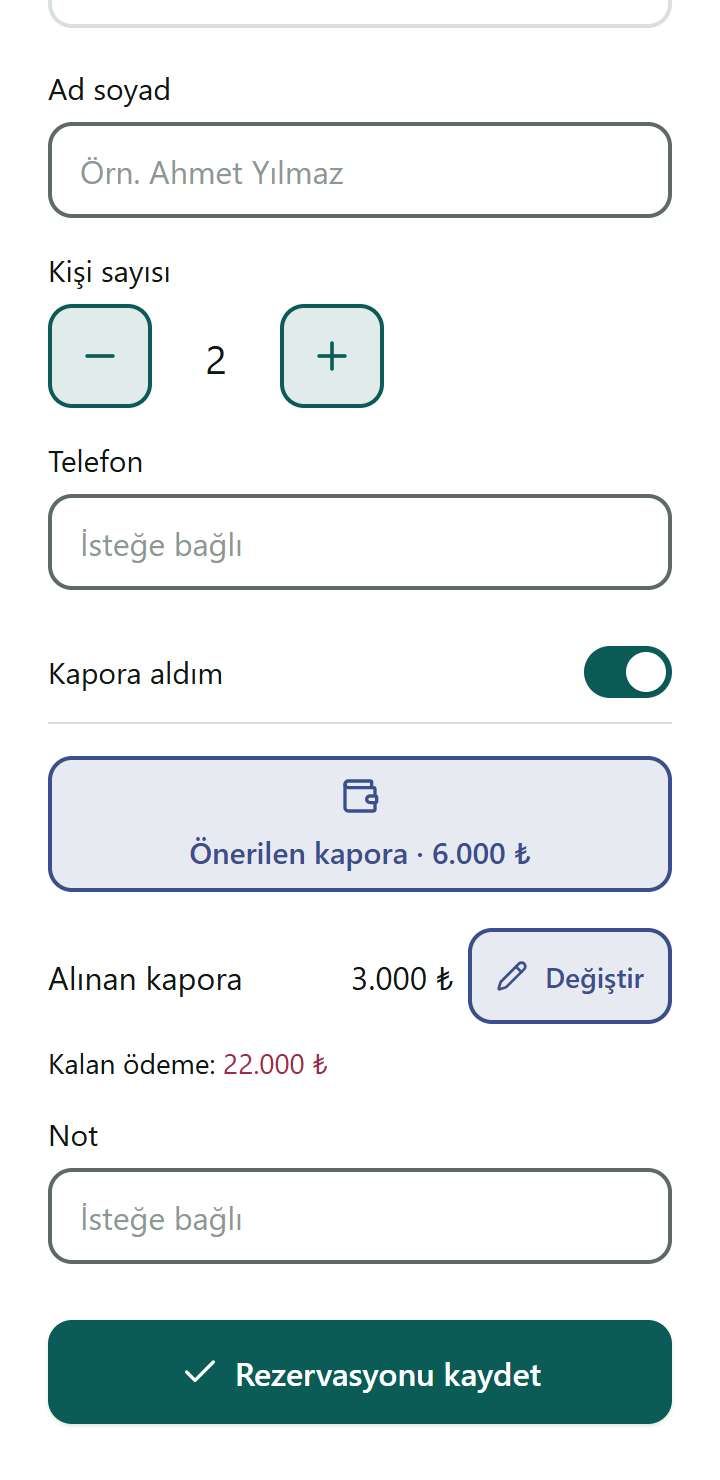 Ad soyad
Örn. Ahmet Yılmaz
Kişi sayısı
2
Telefon
İsteğe bağlı
Kapora aldım
Önerilen kapora · 6.000 ₺
Alınan kapora 3.000 ₺ Değiştir
Kalan ödeme: 22.000 ₺
Not
İsteğe bağlı
Rezervasyonu kaydet